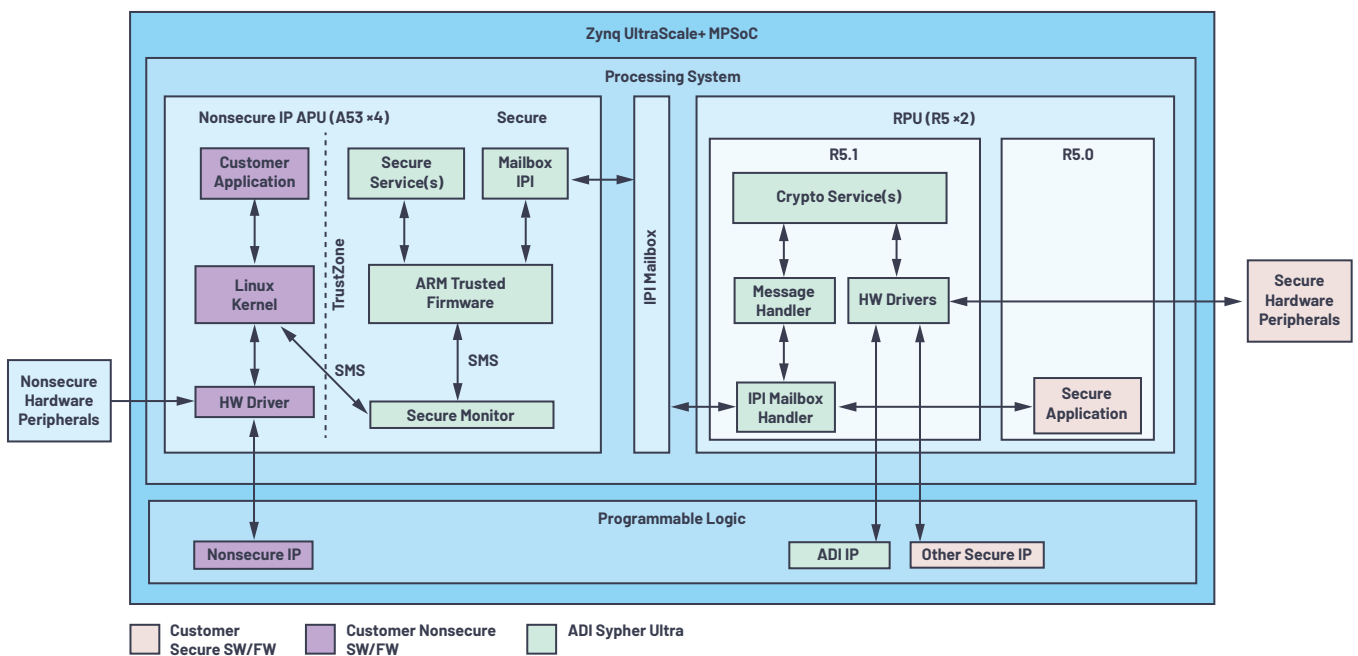 Zynq UltraScale+ MPSoC
Processing System
Nonsecure IP APU (A53 ×4)
Secure
Customer
Application
Secure
Service(s)
Mailbox
IPI
TrustZone
Linux
Kernel
ARM Trusted
Firmware
SMS
SMS
HW Driver
Secure Monitor
Nonsecure
Hardware
Peripherals
IPI Mailbox
RPU (R5 ×2)
R5.1
R5.0
Crypto Service(s)
Message
Handler
HW Drivers
IPI Mailbox
Handler
Secure
Application
Secure
Hardware
Peripherals
Programmable Logic
Nonsecure IP
ADI IP
Other Secure IP
Customer
Secure SW/FW
Customer Nonsecure
SW/FW
ADI Sypher Ultra